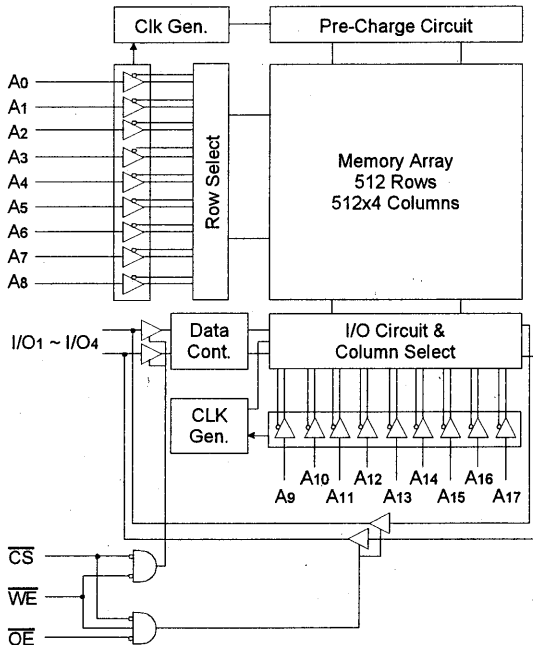 Clk Gen.
Pre-Charge Circuit
A0
A1
A2
A3
A4
A5
A6
A7
A8
Row Select
Memory Array
512 Rows
512x4 Columns
I/O1 ~ I/O4
Data
Cont.
I/O Circuit &
Column Select
CLK
Gen.
A9
A10
A11
A12
A13
A14
A15
A16
A17
CS
WE
OE